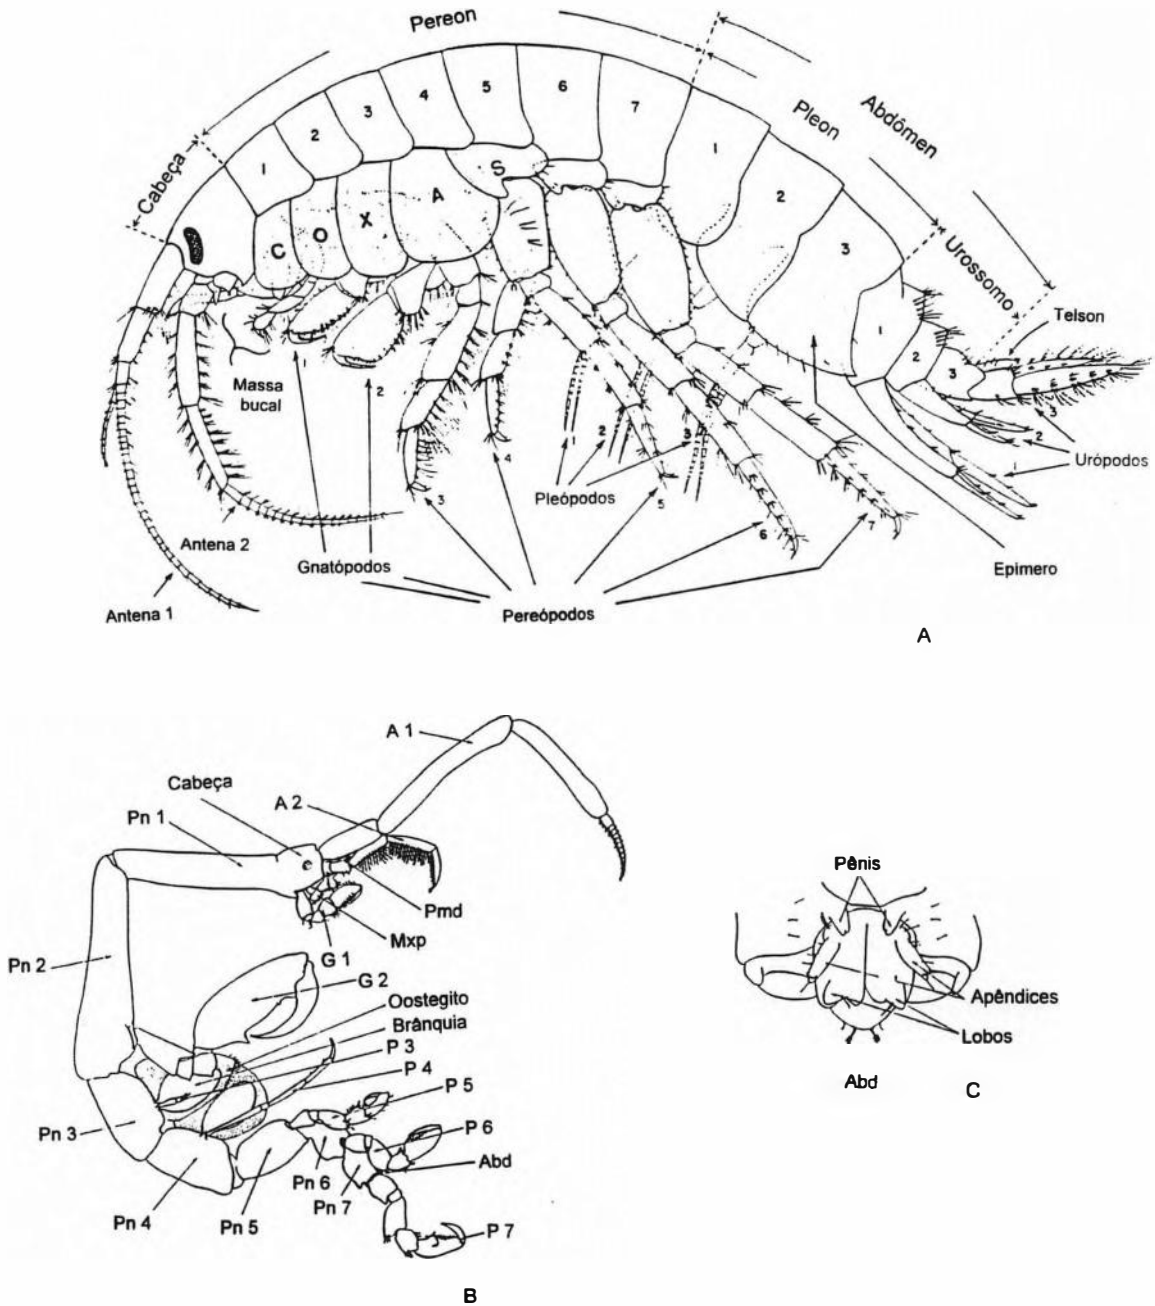 Pereon
Cabeça
Pleon
Abdômen
Urossomo
1
2
3
4
5
6
7
1
2
3
C
O
X
A
S
1
2
3
Telson
Massa
bucal
1
2
3
4
1
2
3
5
6
7
3
2
1
Urópodos
Pleópodos
Antena 2
Gnatópodos
Epimero
Antena 1
Pereópodos
A
A 1
Cabeça
A 2
Pn 1
Pmd
Mxp
G 1
Pn 2
G 2
Oostegito
Brânquia
P 3
P 4
P 5
Pn 3
P 6
Abd
Pn 6
Pn 4
Pn 5
Pn 7
P 7
B
Pênis
Apêndices
Lobos
Abd
C